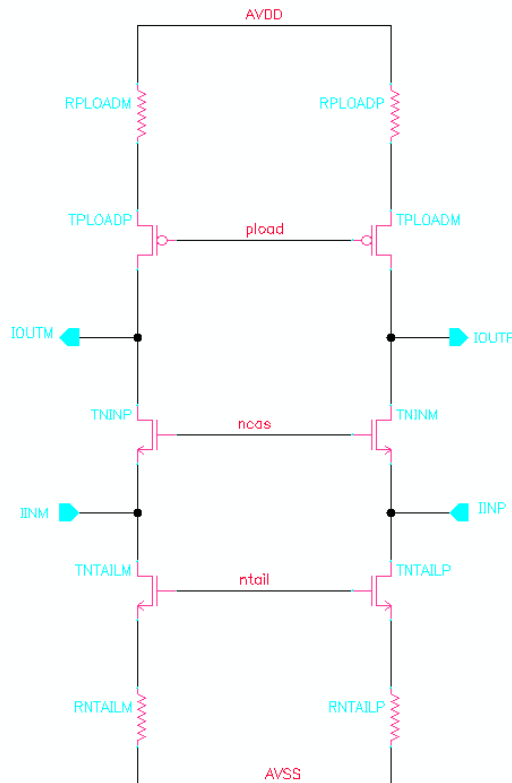 AVDD
RPLOADM RPLOADP
TPLOADP pload TPLOADM
IOUTM IOUTP
TNINP ncas TNINM
IINM IINP
TNTAILM ntail TNTAILP
RNTAILM RNTAILP
AVSS